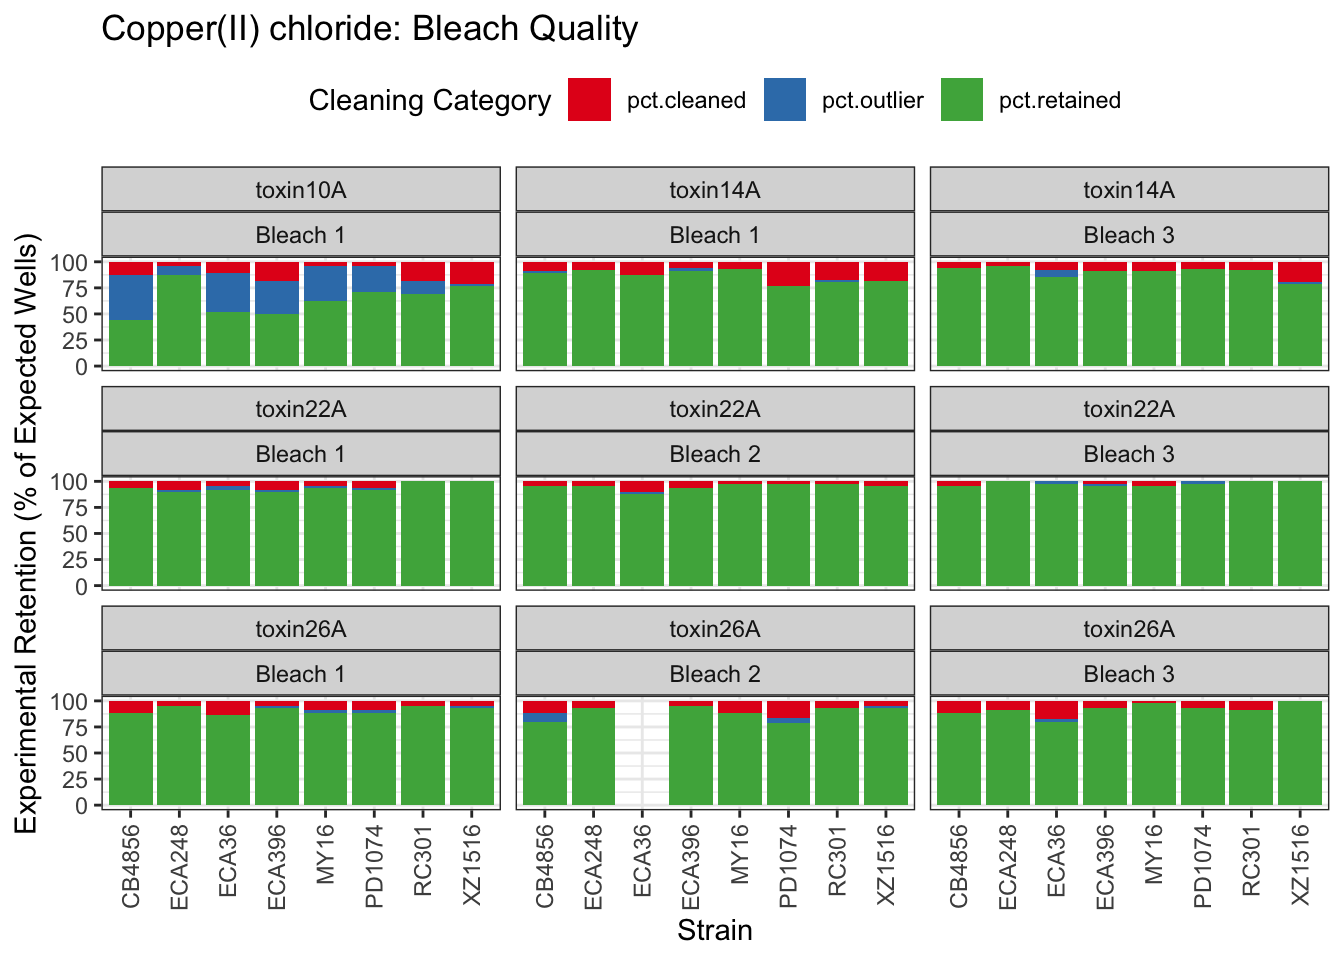 Copper(II) chloride: Bleach Quality
Cleaning Category pct.cleaned pct.outlier pct.retained
Experimental Retention (% of Expected Wells)
toxin10A toxin14A toxin14A
Bleach 1 Bleach 1 Bleach 3
100
75
50
25
0
toxin22A toxin22A toxin22A
Bleach 1 Bleach 2 Bleach 3
100
75
50
25
0
toxin26A toxin26A toxin26A
Bleach 1 Bleach 2 Bleach 3
100
75
50
25
0
CB4856 ECA248 ECA36 ECA396 MY16 PD1074 RC301 XZ1516 CB4856 ECA248 ECA36 ECA396 MY16 PD1074 RC301 XZ1516 CB4856 ECA248 ECA36 ECA396 MY16 PD1074 RC301 XZ1516
Strain